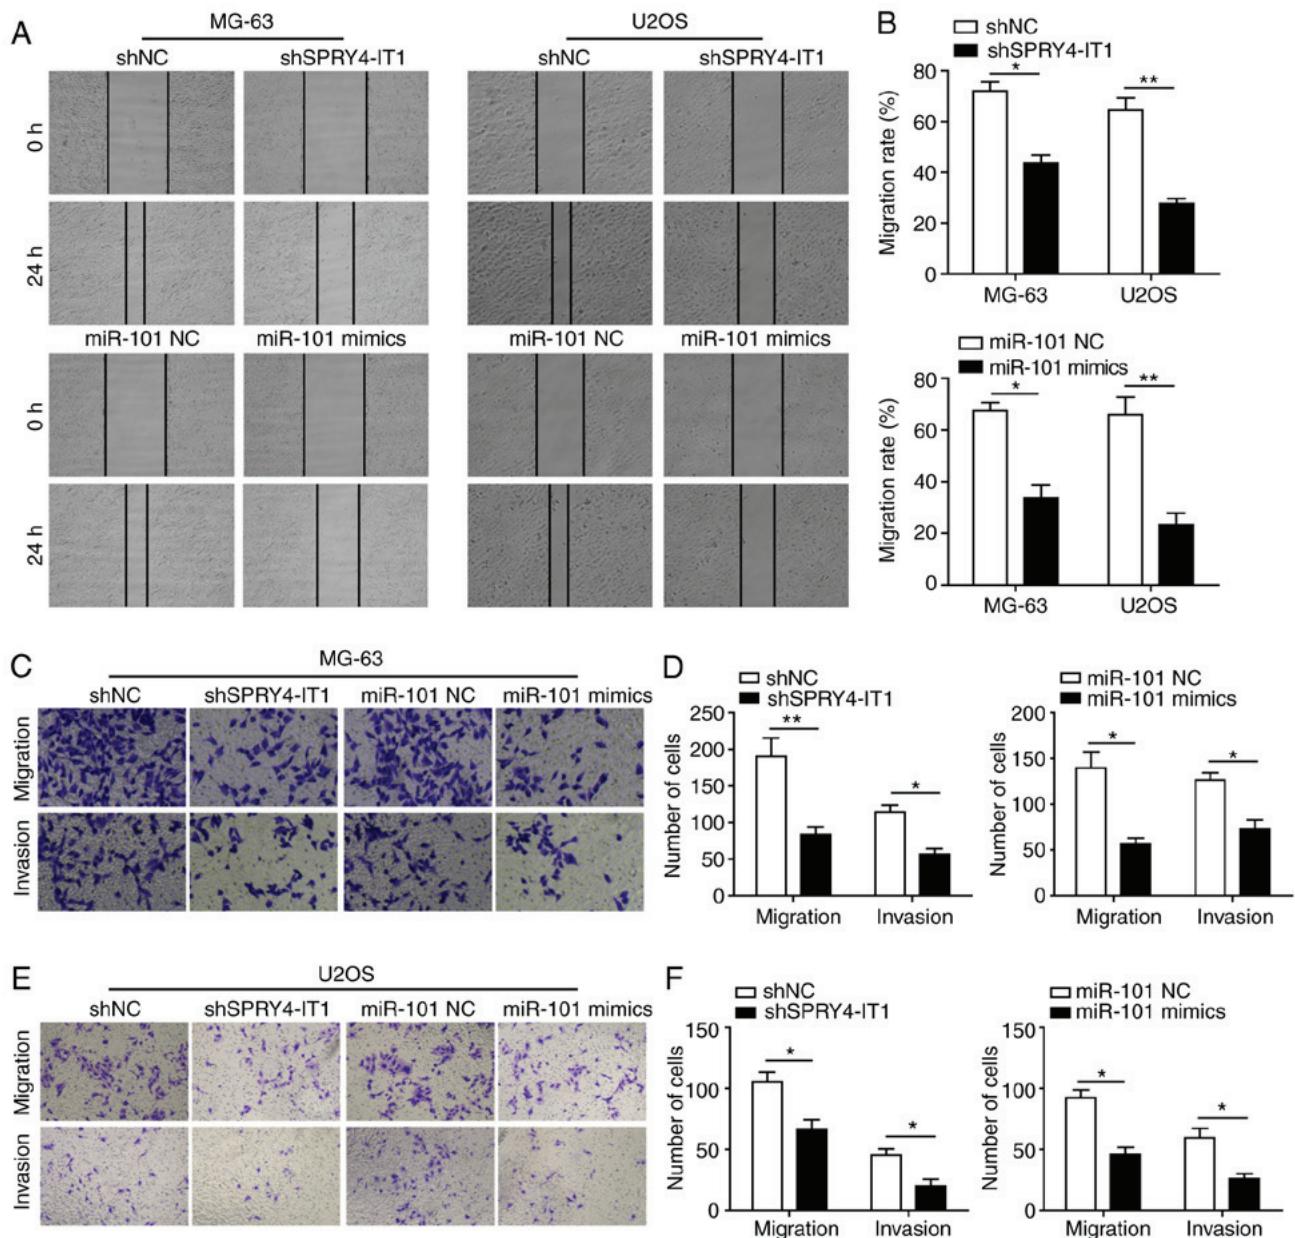 A
MG-63
U2OS
shNC
shSPRY4-IT1
shNC
shSPRY4-IT1
0 h
24 h
miR-101 NC
miR-101 mimics
miR-101 NC
miR-101 mimics
0 h
24 h
B
shNC
shSPRY4-IT1
Migration rate (%)
80
60
40
20
0
*
**
MG-63
U2OS
miR-101 NC
miR-101 mimics
Migration rate (%)
80
60
40
20
0
*
**
MG-63
U2OS
C
MG-63
shNC
shSPRY4-IT1
miR-101 NC
miR-101 mimics
Migration
Invasion
D
shNC
shSPRY4-IT1
Number of cells
250
200
150
100
50
0
**
*
Migration
Invasion
miR-101 NC
miR-101 mimics
Number of cells
200
150
100
50
0
*
*
Migration
Invasion
E
U2OS
shNC
shSPRY4-IT1
miR-101 NC
miR-101 mimics
Migration
Invasion
F
shNC
shSPRY4-IT1
Number of cells
150
100
50
0
*
*
Migration
Invasion
miR-101 NC
miR-101 mimics
Number of cells
150
100
50
0
*
*
Migration
Invasion